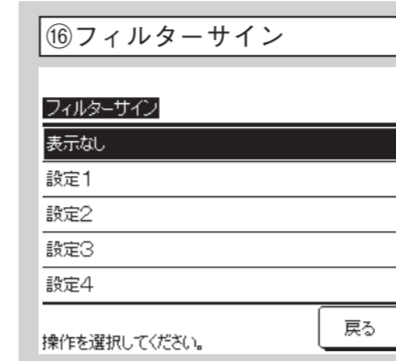 ⑯フィルターサイン
フィルターサイン
表示なし
設定1
設定2
設定3
設定4
戻る
操作を選択してください。